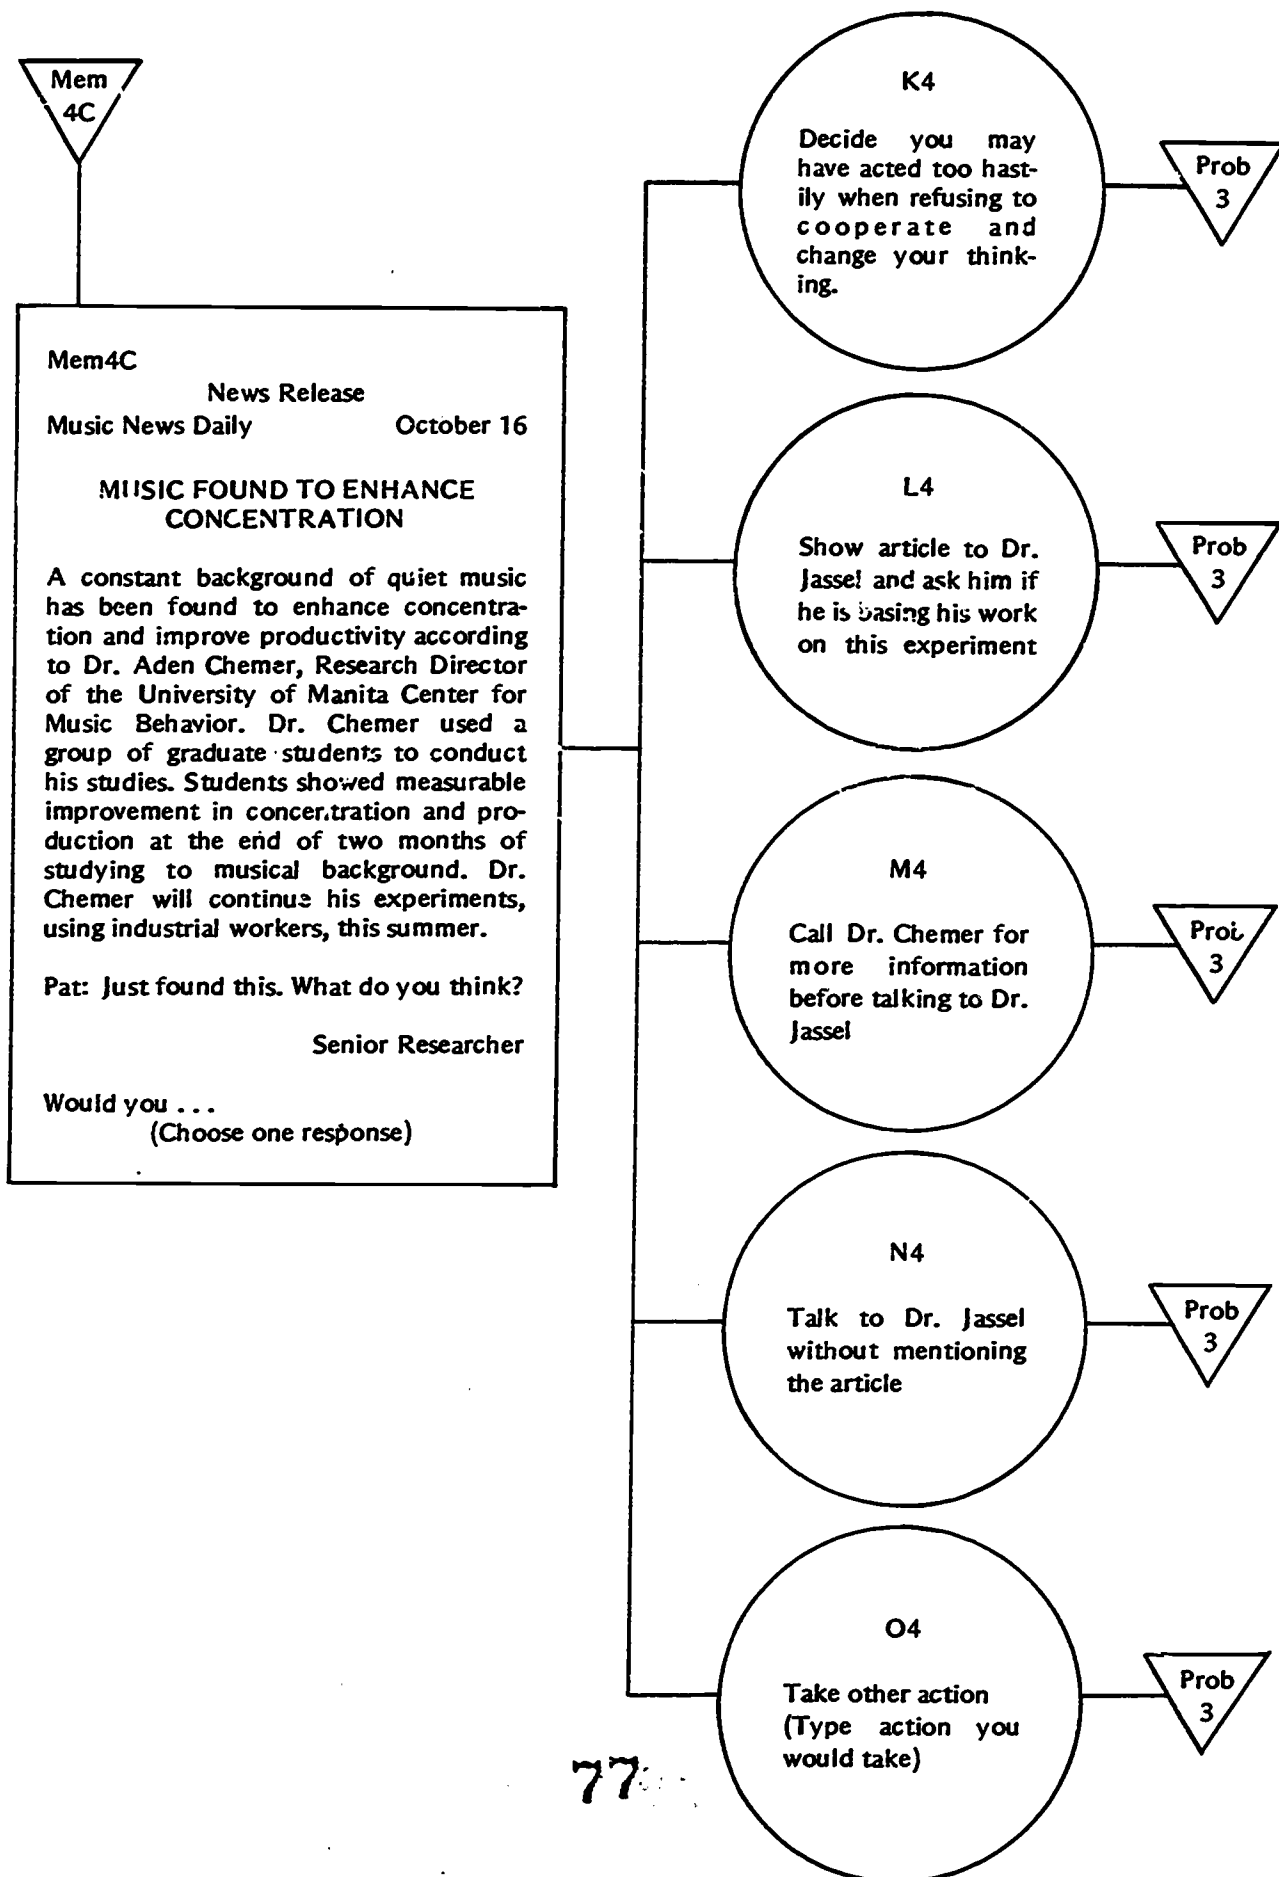 Mem
4C
Mem4C
News Release
Music News Daily October 16
MUSIC FOUND TO ENHANCE
CONCENTRATION
A constant background of quiet music
has been found to enhance concentra-
tion and improve productivity according
to Dr. Aden Chemer, Research Director
of the University of Manita Center for
Music Behavior. Dr. Chemer used a
group of graduate students to conduct
his studies. Students showed measurable
improvement in concentration and pro-
duction at the end of two months of
studying to musical background. Dr.
Chemer will continue his experiments,
using industrial workers, this summer.
Pat: Just found this. What do you think?
Senior Researcher
Would you ...
(Choose one response)
K4
Decide you may
have acted too hast-
ily when refusing to
cooperate and
change your think-
ing.
Prob
3
L4
Show article to Dr.
Jassel and ask him if
he is basing his work
on this experiment
Prob
3
M4
Call Dr. Chemer for
more information
before talking to Dr.
Jassel
Prob
3
N4
Talk to Dr. Jassel
without mentioning
the article
Prob
3
O4
Take other action
(Type action you
would take)
Prob
3
77